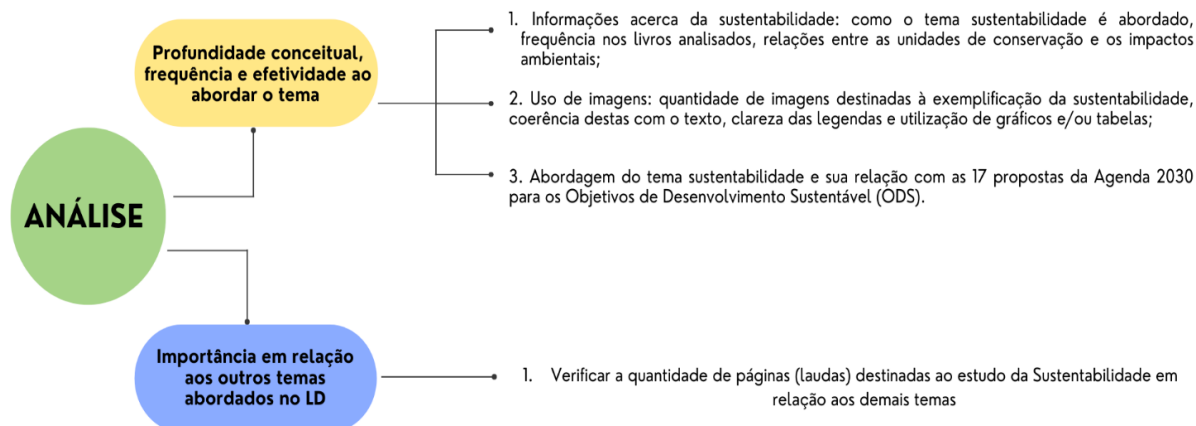 ANÁLISE
Profundidade conceitual,
frequência e efetividade ao
abordar o tema
1. Informações acerca da sustentabilidade: como o tema sustentabilidade é abordado,
frequência nos livros analisados, relações entre as unidades de conservação e os impactos
ambientais;
2. Uso de imagens: quantidade de imagens destinadas à exemplificação da sustentabilidade,
coerência destas com o texto, clareza das legendas e utilização de gráficos e/ou tabelas;
3. Abordagem do tema sustentabilidade e sua relação com as 17 propostas da Agenda 2030
para os Objetivos de Desenvolvimento Sustentável (ODS).
Importância em relação
aos outros temas
abordados no LD
1. Verificar a quantidade de páginas (laudas) destinadas ao estudo da Sustentabilidade em
relação aos demais temas